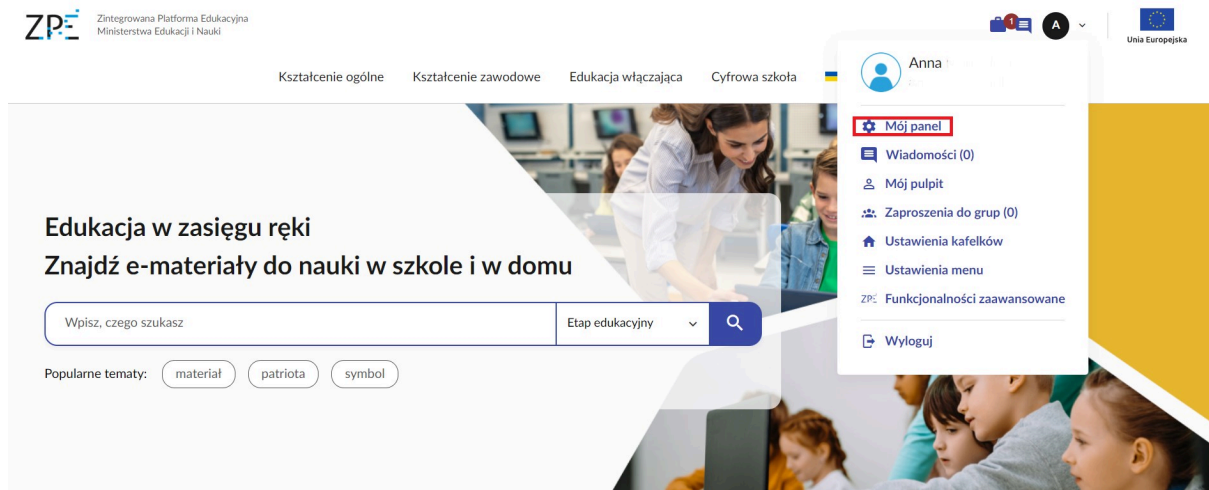 ZPE
Zintegrowana Platforma Edukacyjna
Ministerstwa Edukacji i Nauki
1
A
Unia Europejska
Kształcenie ogólne
Kształcenie zawodowe
Edukacja włączająca
Cyfrowa szkoła
Anna
Mój panel
Wiadomości (0)
Mój pulpit
Zaproszenia do grup (0)
Ustawienia kafelków
Ustawienia menu
ZPE Funkcjonalności zaawansowane
Wyloguj
Edukacja w zasięgu ręki
Znajdź e-materiały do nauki w szkole i w domu
Wpisz, czego szukasz
Etap edukacyjny
Popularne tematy:
materiał
patriota
symbol